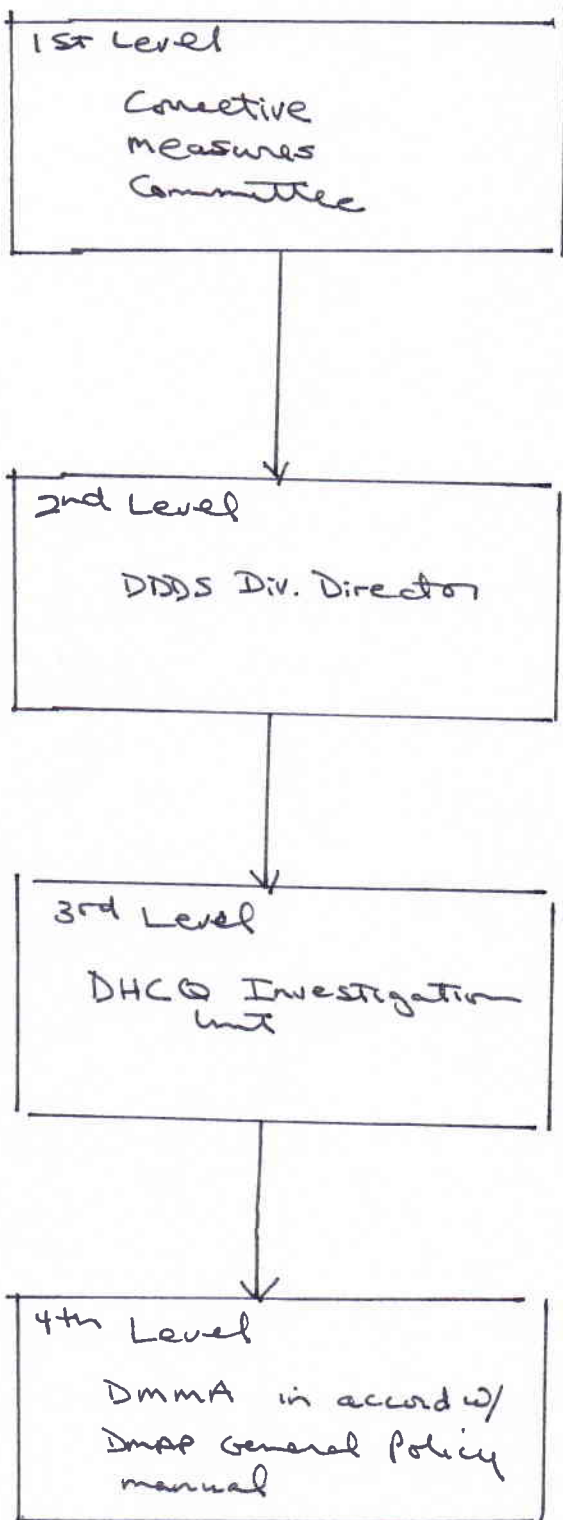 1st Level
Corrective
measures
Committee
2nd Level
DDDS Div. Director
3rd Level
DHCQ Investigation
unit
4th Level
DMMA in accord w/
DMAP General Policy
manual